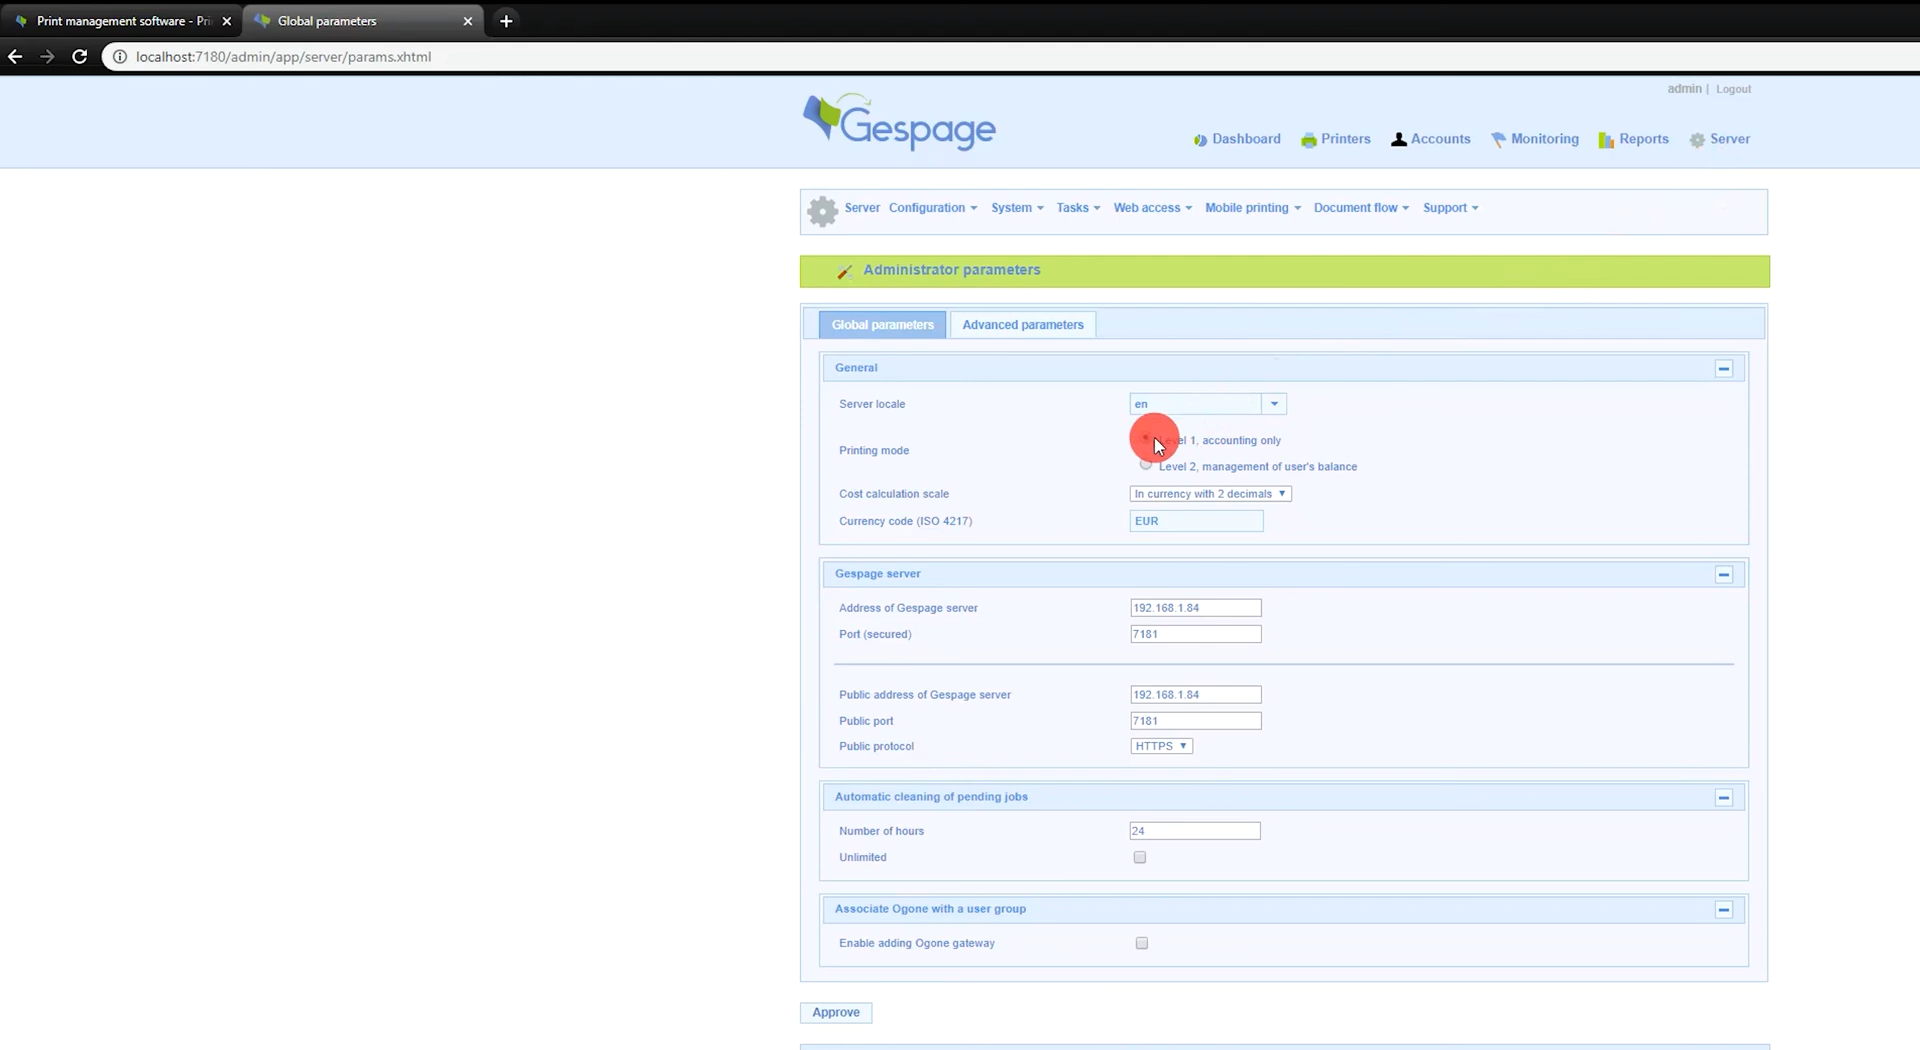 Print management software - Pri
Global parameters
localhost:7180/admin/app/server/params.xhtml
admin | Logout
Gespage
Dashboard Printers Accounts Monitoring Reports Server
Server Configuration System Tasks Web access Mobile printing Document flow Support
Administrator parameters
Global parameters Advanced parameters
General
Server locale en
Level 1, accounting only
Printing mode
Level 2, management of user's balance
Cost calculation scale In currency with 2 decimals
Currency code (ISO 4217) EUR
Gespage server
Address of Gespage server 192.168.1.84
Port (secured) 7181
Public address of Gespage server 192.168.1.84
Public port 7181
Public protocol HTTPS
Automatic cleaning of pending jobs
Number of hours 24
Unlimited
Associate Ogone with a user group
Enable adding Ogone gateway
Approve